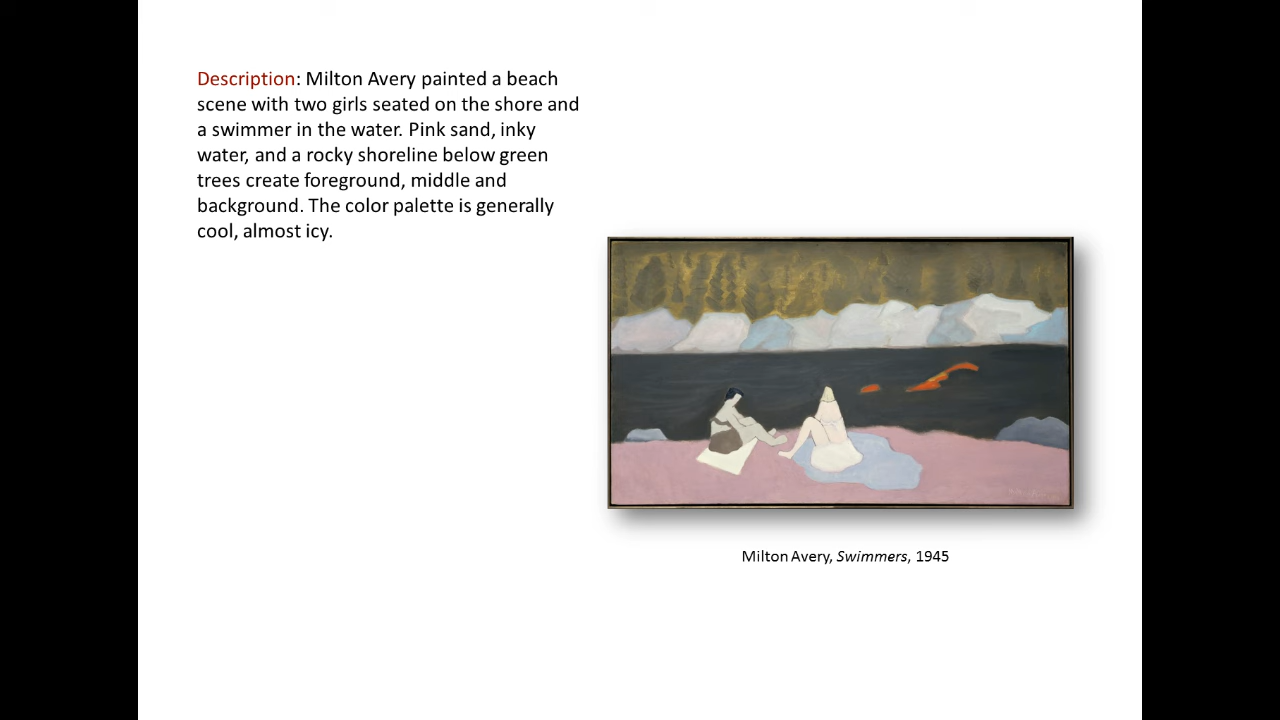 Description: Milton Avery painted a beach
scene with two girls seated on the shore and
a swimmer in the water. Pink sand, inky
water, and a rocky shoreline below green
trees create foreground, middle and
background. The color palette is generally
cool, almost icy.
Milton Avery, Swimmers, 1945